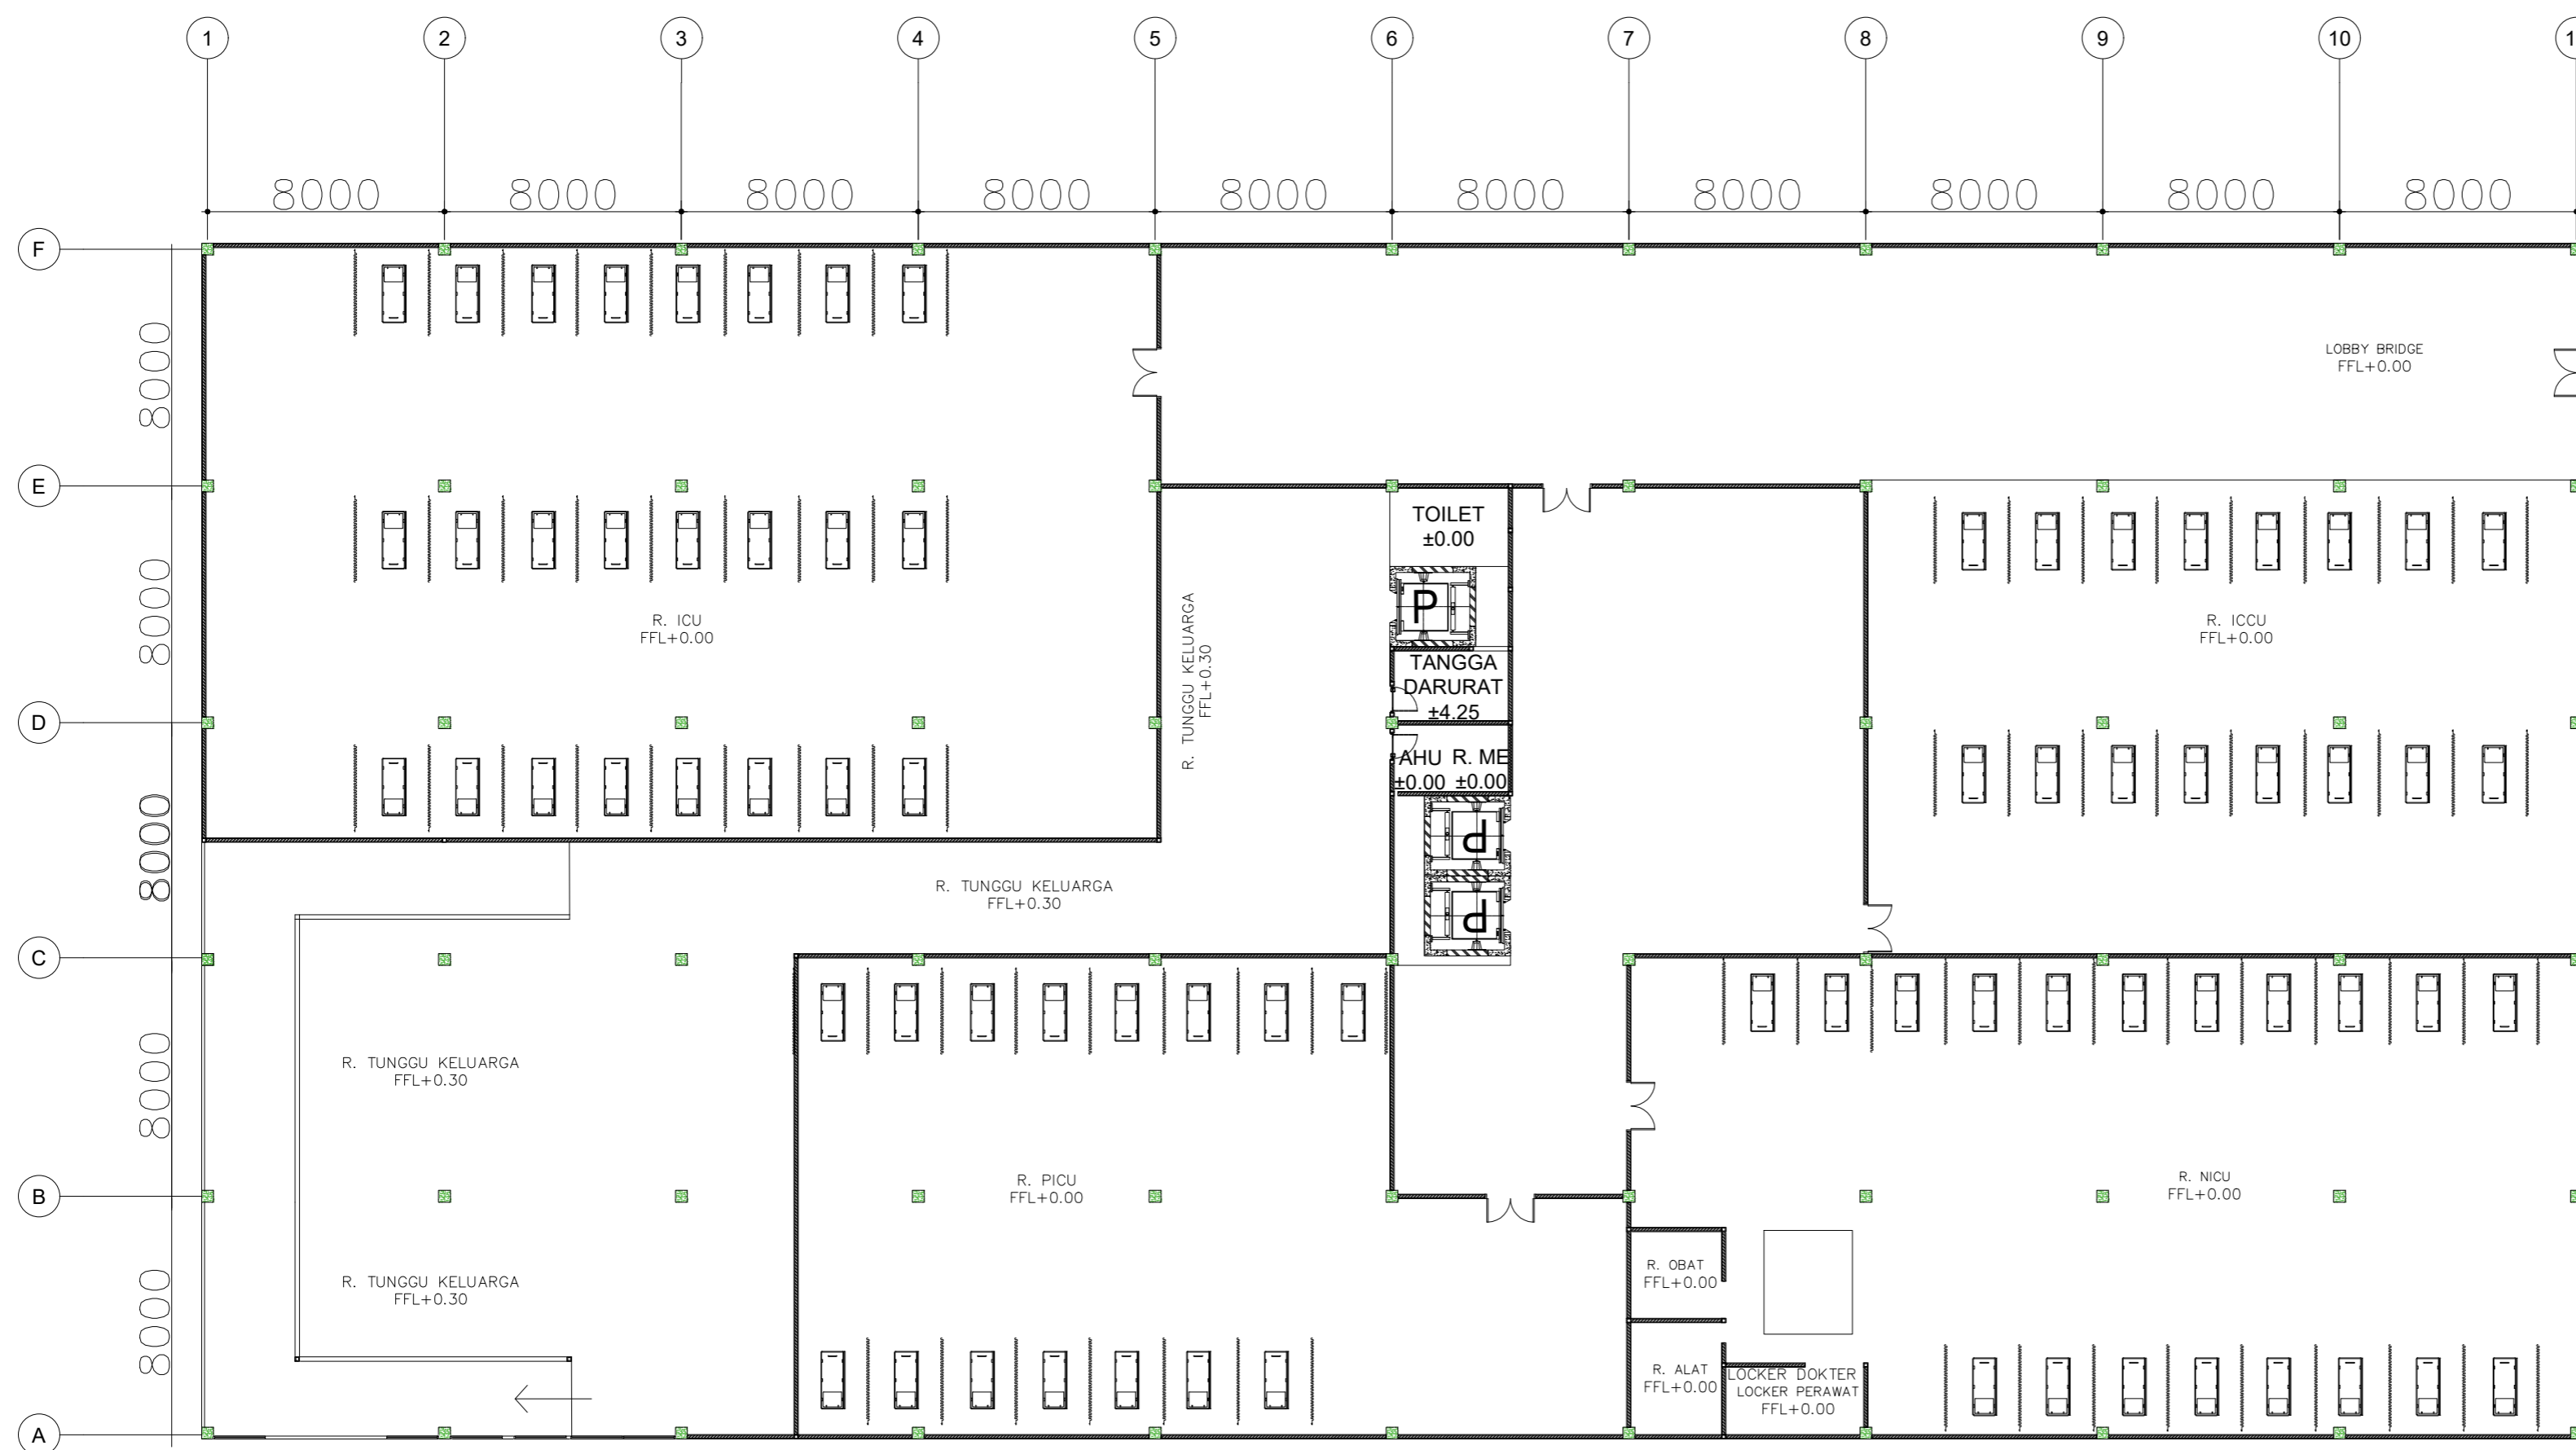 1 2 3 4 5 6 7 8 9 10
8000 8000 8000 8000 8000 8000 8000 8000 8000 8000
F
8000
LOBBY BRIDGE
FFL+0.00
E
TOILET
±0.00
8000
P
R. ICU
FFL+0.00
R. TUNGGU KELUARGA
FFL+0.30
R. ICCU
FFL+0.00
TANGGA
DARURAT
±4.25
D
AHU R. ME
±0.00 ±0.00
8000
P
R. TUNGGU KELUARGA
FFL+0.30
P
C
R. TUNGGU KELUARGA
FFL+0.30
8000
R. PICU
FFL+0.00
R. NICU
FFL+0.00
B
R. OBAT
FFL+0.00
R. TUNGGU KELUARGA
FFL+0.30
8000
R. ALAT
FFL+0.00
LOCKER DOKTER
LOCKER PERAWAT
FFL+0.00
A